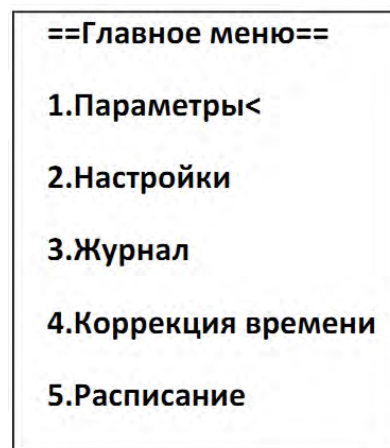 ==Главное меню==
1.Параметры<
2.Настройки
3.Журнал
4.Коррекция времени
5.Расписание